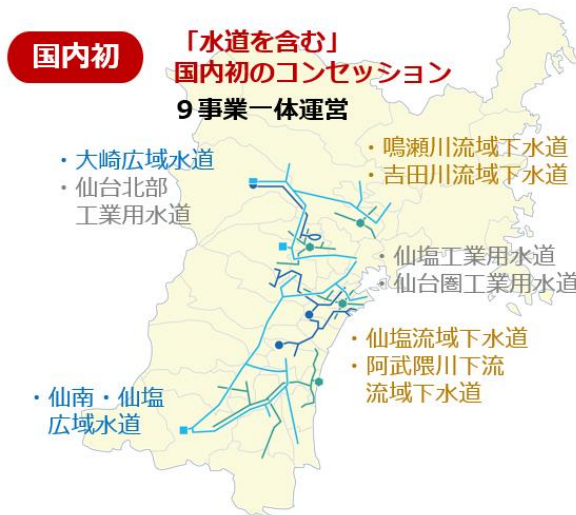 国内初
「水道を含む」
国内初のコンセッション
９事業一体運営
・大崎広域水道
・仙台北部
工業用水道
・鳴瀬川流域下水道
・吉田川流域下水道
・仙塩工業用水道
・仙台圏工業用水道
・仙塩流域下水道
・阿武隈川下流
流域下水道
・仙南・仙塩
広域水道